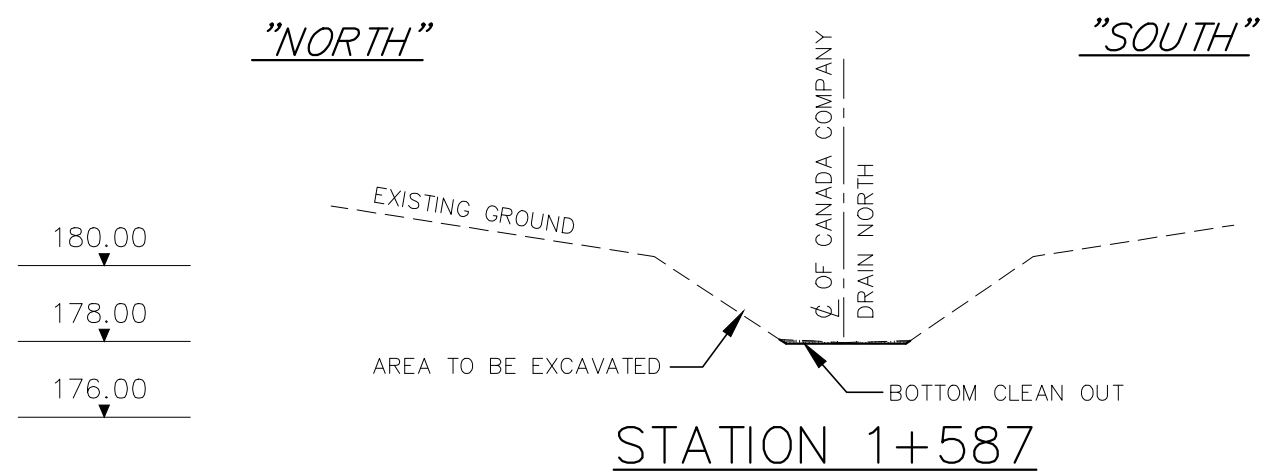 "NORTH"
"SOUTH"
℄ OF CANADA COMPANY
DRAIN NORTH
EXISTING GROUND
180.00
178.00
176.00
AREA TO BE EXCAVATED
BOTTOM CLEAN OUT
STATION 1+587